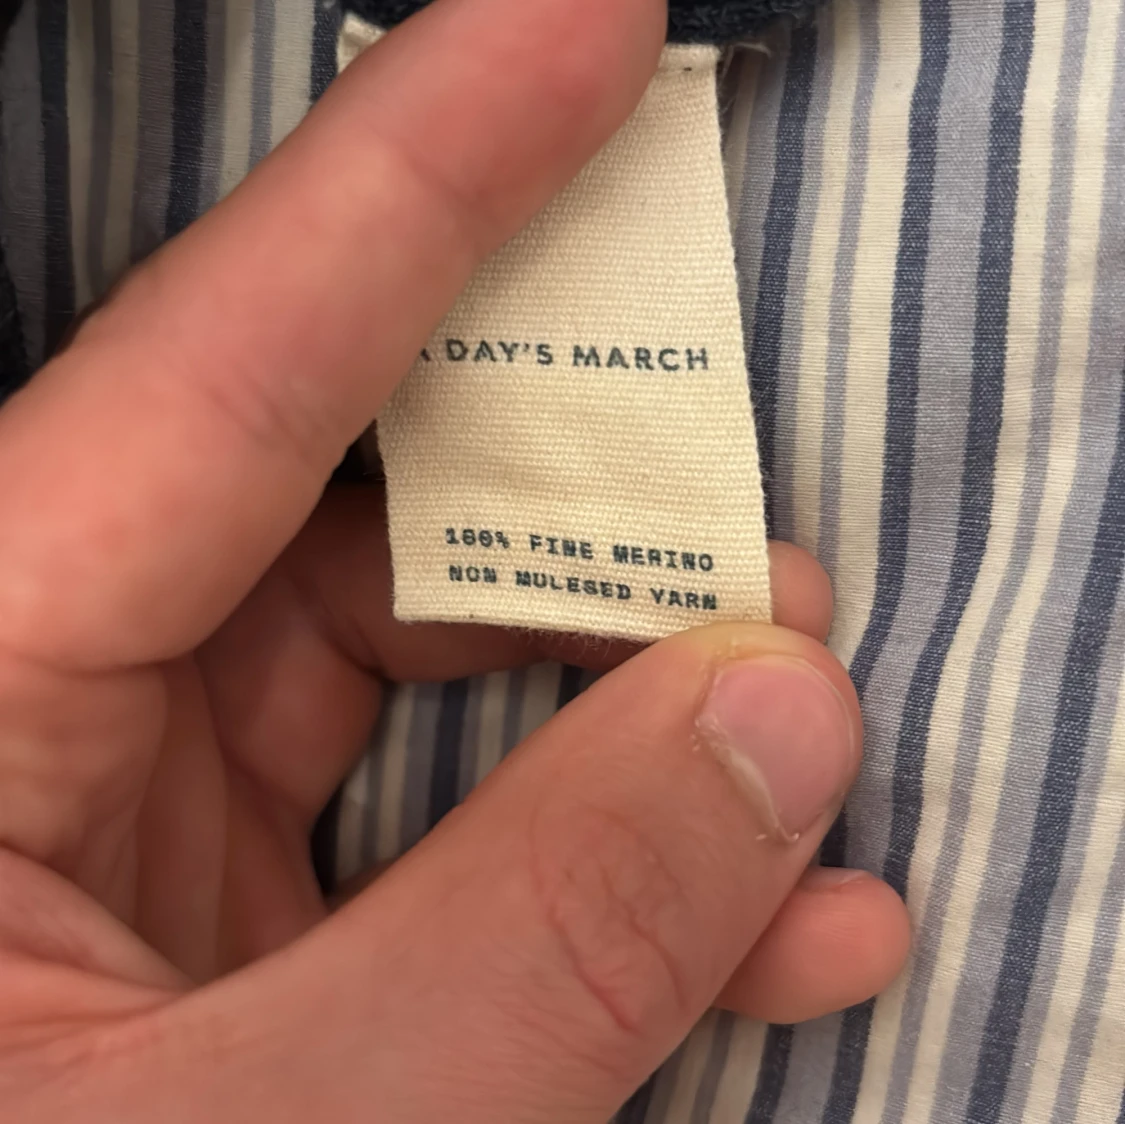 A DAY'S MARCH
100% FINE MERINO
NON MULESED YARN